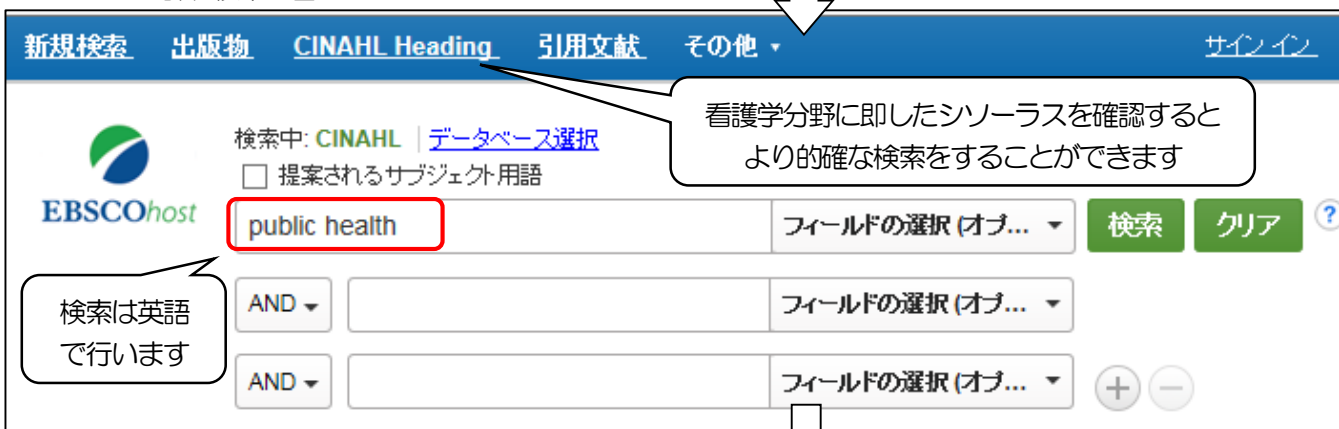 新規検索 出版物 CINAHL Heading 引用文献 その他 サインイン
看護学分野に即したシソーラスを確認すると
より的確な検索をすることができます
検索中: CINAHL データベース選択
提案されるサブジェクト用語
EBSCOhost
public health フィールドの選択 (オプ... 検索 クリア ?
検索は英語
で行います
AND フィールドの選択 (オプ...
AND フィールドの選択 (オプ...